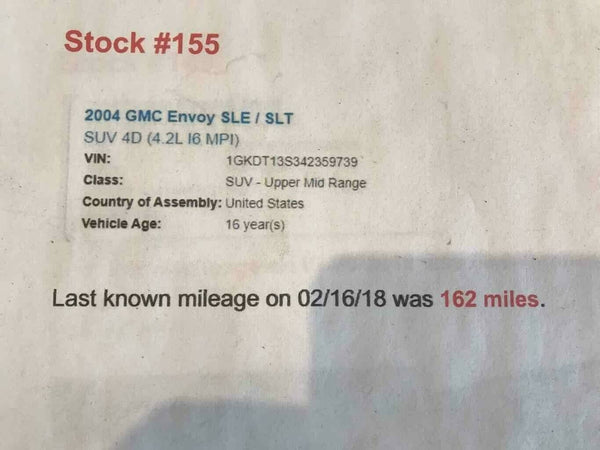 Stock #155
2004 GMC Envoy SLE / SLT
SUV 4D (4.2L I6 MPI)
VIN: 1GKDT13S342359739
Class: SUV - Upper Mid Range
Country of Assembly: United States
Vehicle Age: 16 year(s)
Last known mileage on 02/16/18 was 162 miles.